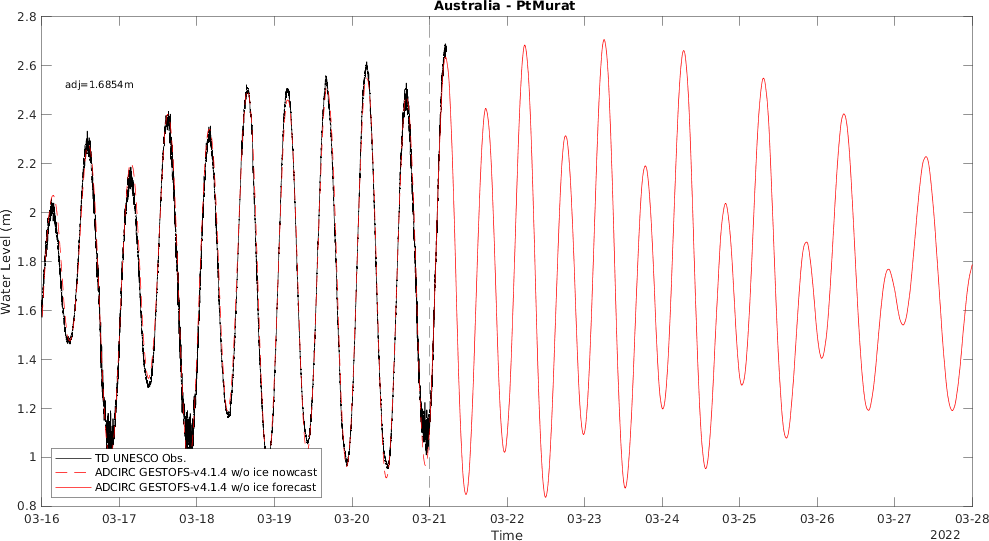 Australia - PtMurat
2.8
2.6
adj=1.6854m
2.4
2.2
2
Water Level (m)
1.8
1.6
1.4
1.2
1
0.8
TD UNESCO Obs.
ADCIRC GESTOFS-v4.1.4 w/o ice nowcast
ADCIRC GESTOFS-v4.1.4 w/o ice forecast
03-16 03-17 03-18 03-19 03-20 03-21 03-22 03-23 03-24 03-25 03-26 03-27 03-28
Time
2022